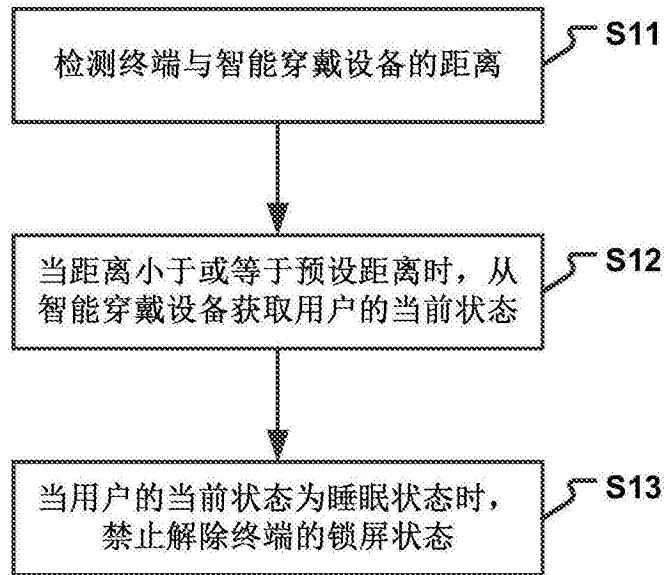 检测终端与智能穿戴设备的距离
S11
当距离小于或等于预设距离时，从
智能穿戴设备获取用户的当前状态
S12
当用户的当前状态为睡眠状态时，
禁止解除终端的锁屏状态
S13